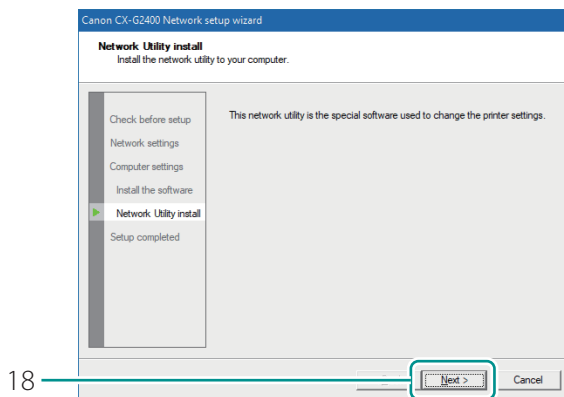 Canon CX-G2400 Network setup wizard
Network Utility install
Install the network utility to your computer.
Check before setup
Network settings
Computer settings
Install the software
Network Utility install
Setup completed
This network utility is the special software used to change the printer settings.
18
Next >
Cancel